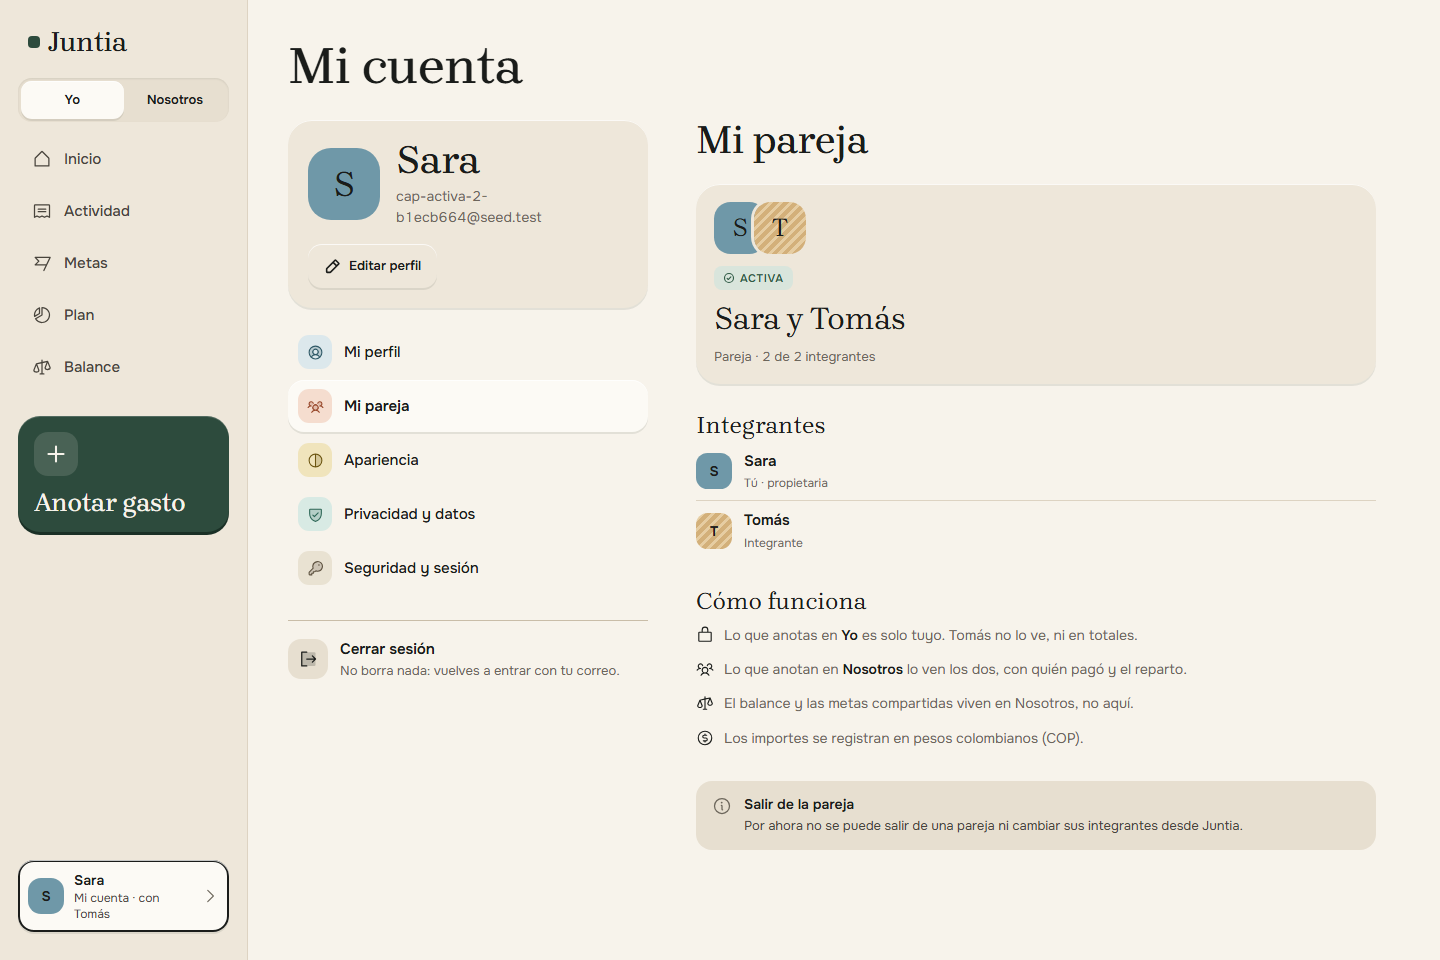 Juntia
Yo
Nosotros
Inicio
Actividad
Metas
Plan
Balance
Anotar gasto
S
Sara
Mi cuenta · con
Tomás
Mi cuenta
S
Sara
cap-activa-2-
b1ecb664@seed.test
Editar perfil
Mi perfil
Mi pareja
Apariencia
Privacidad y datos
Seguridad y sesión
Cerrar sesión
No borra nada: vuelves a entrar con tu correo.
Mi pareja
S T
ACTIVA
Sara y Tomás
Pareja · 2 de 2 integrantes
Integrantes
S
Sara
Tú · propietaria
T
Tomás
Integrante
Cómo funciona
Lo que anotas en Yo es solo tuyo. Tomás no lo ve, ni en totales.
Lo que anotan en Nosotros lo ven los dos, con quién pagó y el reparto.
El balance y las metas compartidas viven en Nosotros, no aquí.
Los importes se registran en pesos colombianos (COP).
Salir de la pareja
Por ahora no se puede salir de una pareja ni cambiar sus integrantes desde Juntia.